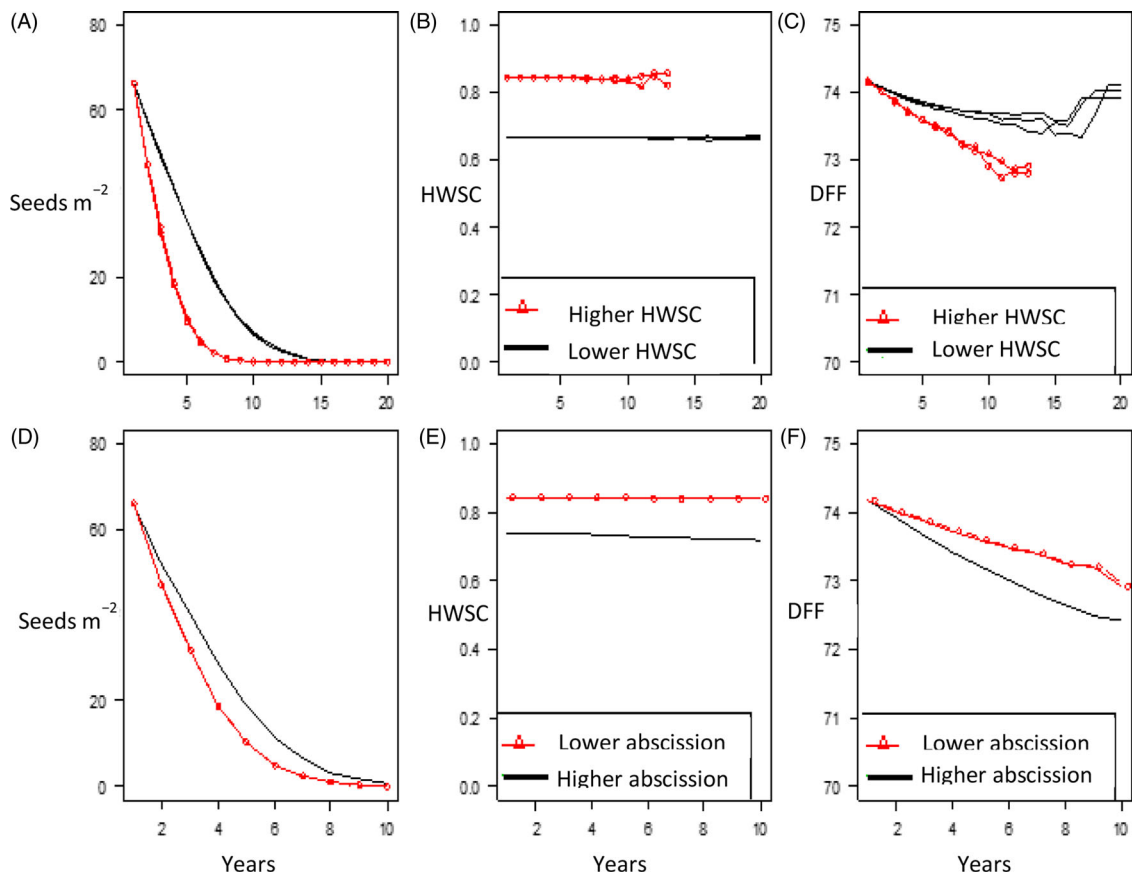 (A)
80
60
Seeds m−2
20
0
5
10
15
20
(B)
1.0
0.8
0.6
HWSC
0.4
0.2
0.0
Higher HWSC
Lower HWSC
5
10
15
20
(C)
75
74
73
DFF
72
71
70
Higher HWSC
Lower HWSC
5
10
15
20
(D)
80
60
Seeds m−2
20
0
2
4
6
8
10
Years
(E)
1.0
0.8
0.6
HWSC
0.4
0.2
0.0
Lower abscission
Higher abscission
2
4
6
8
10
Years
(F)
75
74
73
DFF
72
71
70
Lower abscission
Higher abscission
2
4
6
8
10
Years